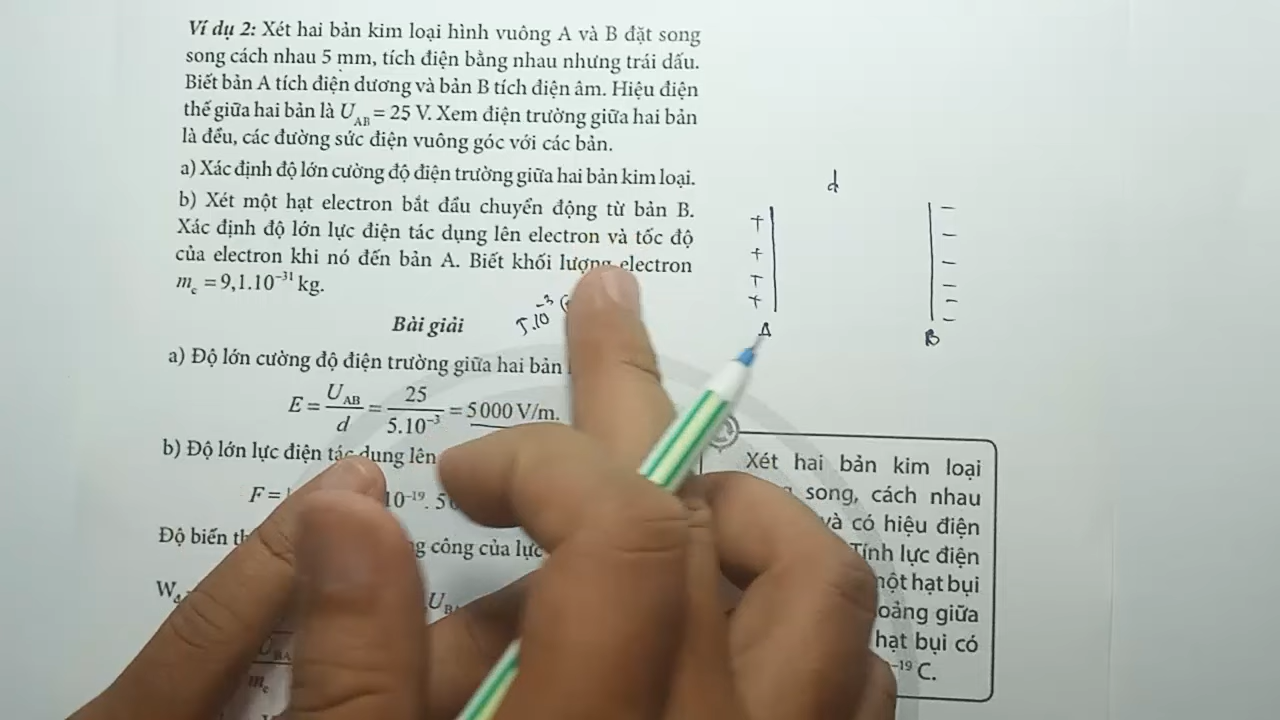 Ví dụ 2: Xét hai bản kim loại hình vuông A và B đặt song
song cách nhau 5 mm, tích điện bằng nhau nhưng trái dấu.
Biết bản A tích điện dương và bản B tích điện âm. Hiệu điện
thế giữa hai bản là U_AB = 25 V. Xem điện trường giữa hai bản
là đều, các đường sức điện vuông góc với các bản.
a) Xác định độ lớn cường độ điện trường giữa hai bản kim loại.
b) Xét một hạt electron bắt đầu chuyển động từ bản B.
Xác định độ lớn lực điện tác dụng lên electron và tốc độ
của electron khi nó đến bản A. Biết khối lượng electron
m_e = 9,1.10⁻³¹ kg.
Bài giải
5.10⁻³
a) Độ lớn cường độ điện trường giữa hai bản
E = U_AB / d = 25 / 5.10⁻³ = 5 000 V/m.
b) Độ lớn lực điện tác dụng lên
F = 10⁻¹⁹. 5
Độ biến công của lực
W U
U_BA
m_e
d
+ + + +
− − − − −
A
B
Xét hai bản kim loại
song, cách nhau
và có hiệu điện
Tính lực điện
một hạt bụi
khoảng giữa
hạt bụi có
⁻¹⁹ C.